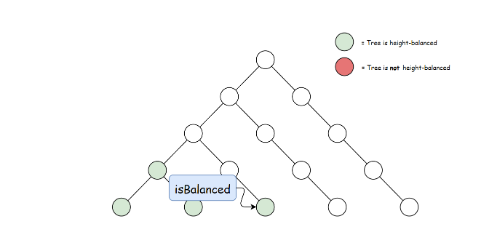 = Tree is height-balanced
= Tree is not height-balanced
isBalanced